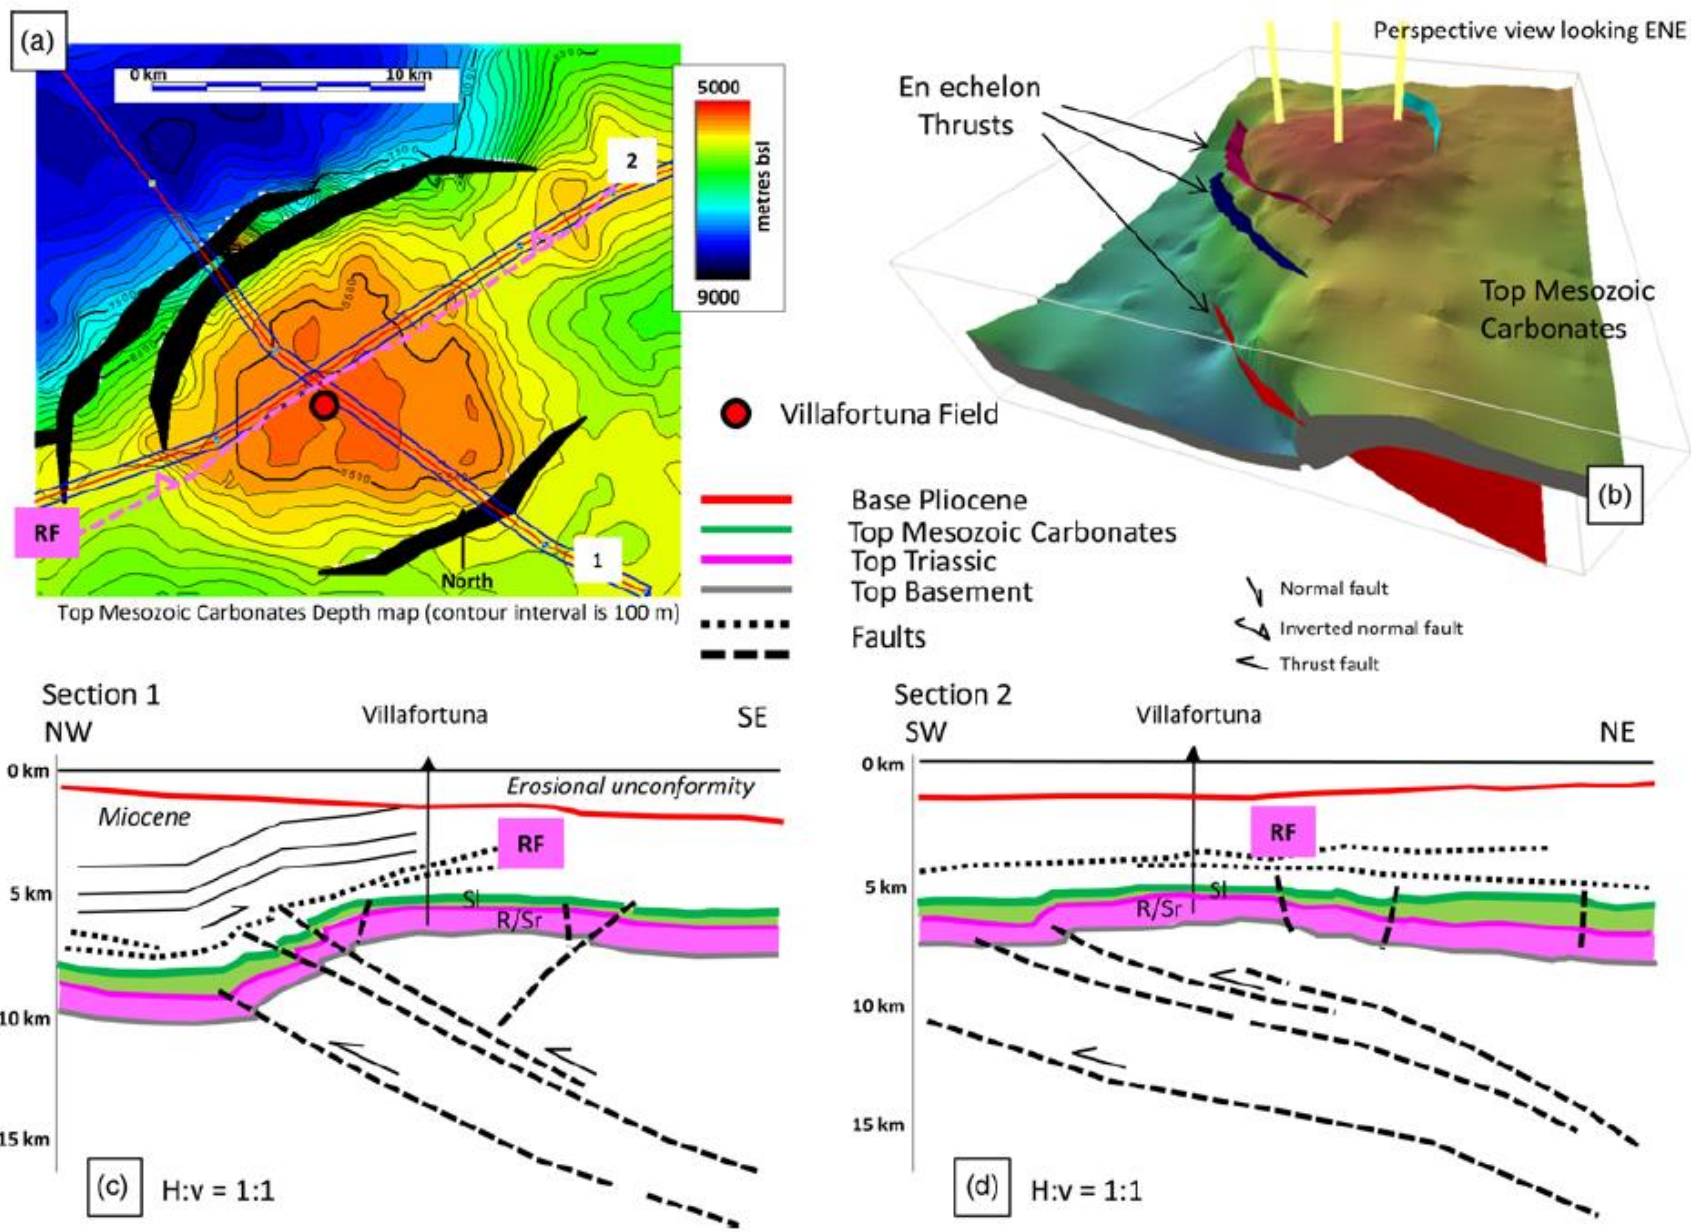 (a)
0 km 10 km
5000
metres bsl
9000
2
RF
1
North
5500
5500
7500
Top Mesozoic Carbonates Depth map (contour interval is 100 m)
Perspective view looking ENE
En echelon
Thrusts
Top Mesozoic
Carbonates
(b)
Villafortuna Field
Base Pliocene
Top Mesozoic Carbonates
Top Triassic
Top Basement
Faults
Normal fault
Inverted normal fault
Thrust fault
Section 1
NW
Villafortuna
SE
0 km
Erosional unconformity
Miocene
RF
5 km
Sl
R/Sr
10 km
15 km
(c)
H:v = 1:1
Section 2
SW
Villafortuna
NE
0 km
RF
5 km
Sl
R/Sr
10 km
15 km
(d)
H:v = 1:1